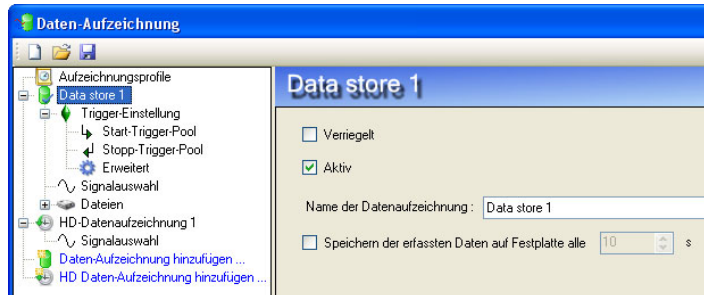 Daten-Aufzeichnung
Aufzeichnungsprofile
Data store 1
Trigger-Einstellung
Start-Trigger-Pool
Stopp-Trigger-Pool
Erweitert
Signalauswahl
Dateien
HD-Datenaufzeichnung 1
Signalauswahl
Daten-Aufzeichnung hinzufügen ...
HD Daten-Aufzeichnung hinzufügen ...
Data store 1
Verriegelt
Aktiv
Name der Datenaufzeichnung : Data store 1
Speichern der erfassten Daten auf Festplatte alle 10 s